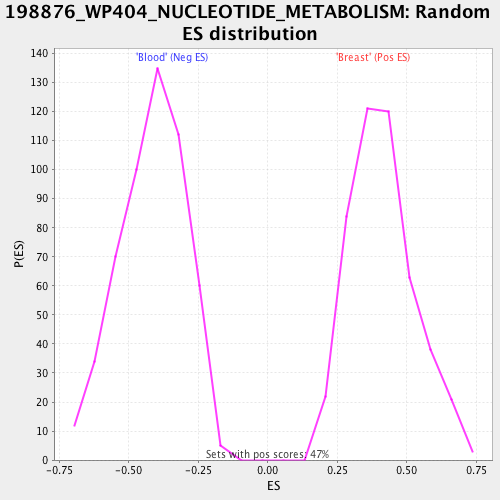 198876_WP404_NUCLEOTIDE_METABOLISM: Random
ES distribution
'Blood' (Neg ES)
'Breast' (Pos ES)
140
130
120
110
100
90
80
70
60
50
40
30
20
10
0
P(ES)
Sets with pos scores: 47%
-0.75 -0.50 -0.25 0.00 0.25 0.50 0.75
ES